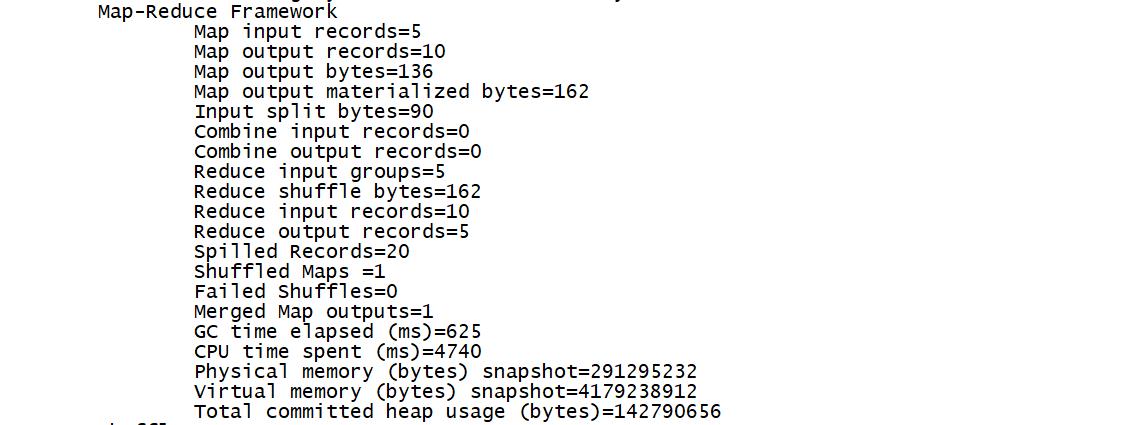 Map-Reduce Framework
Map input records=5
Map output records=10
Map output bytes=136
Map output materialized bytes=162
Input split bytes=90
Combine input records=0
Combine output records=0
Reduce input groups=5
Reduce shuffle bytes=162
Reduce input records=10
Reduce output records=5
Spilled Records=20
Shuffled Maps =1
Failed Shuffles=0
Merged Map outputs=1
GC time elapsed (ms)=625
CPU time spent (ms)=4740
Physical memory (bytes) snapshot=291295232
Virtual memory (bytes) snapshot=4179238912
Total committed heap usage (bytes)=142790656